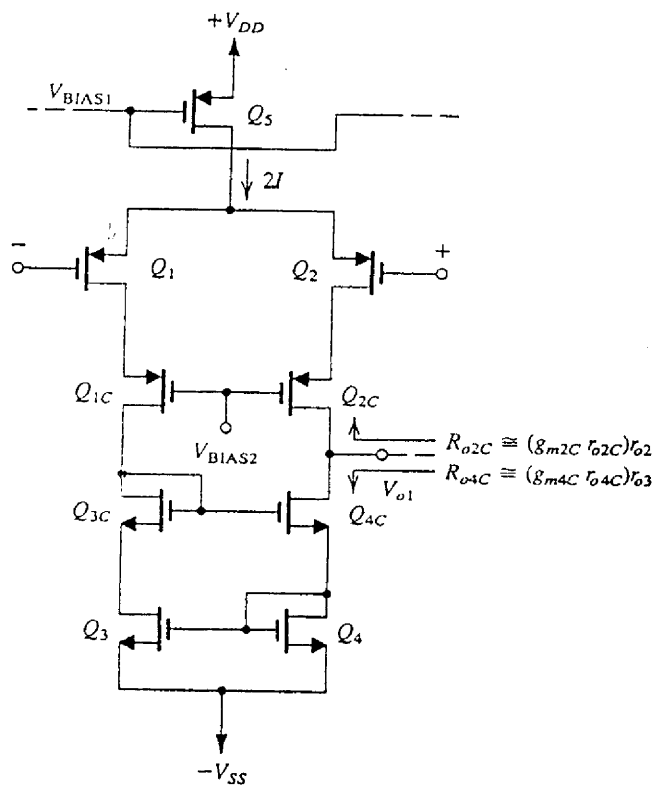 +V_DD
V_BIAS1
Q_5
2I
−
+
Q_1
Q_2
Q_1C
Q_2C
V_BIAS2
R_o2C ≅ (g_m2C r_o2C)r_o2
R_o4C ≅ (g_m4C r_o4C)r_o3
V_o1
Q_3C
Q_4C
Q_3
Q_4
−V_SS